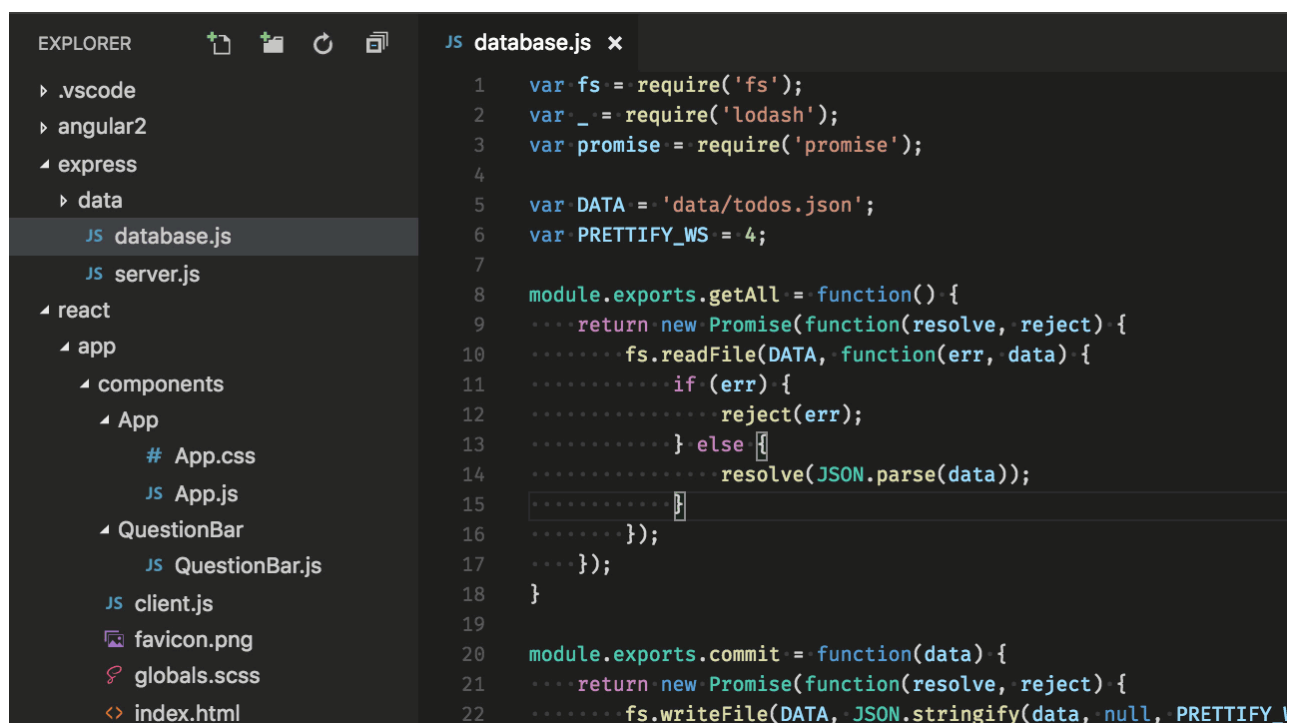 EXPLORER
.vscode
angular2
express
data
JS database.js
JS server.js
react
app
components
App
# App.css
JS App.js
QuestionBar
JS QuestionBar.js
JS client.js
favicon.png
globals.scss
<> index.html
JS database.js ×
1 var fs = require('fs');
2 var _ = require('lodash');
3 var promise = require('promise');
4
5 var DATA = 'data/todos.json';
6 var PRETTIFY_WS = 4;
7
8 module.exports.getAll = function() {
9     return new Promise(function(resolve, reject) {
10         fs.readFile(DATA, function(err, data) {
11             if (err) {
12                 reject(err);
13             } else {
14                 resolve(JSON.parse(data));
15             }
16         });
17     });
18 }
19
20 module.exports.commit = function(data) {
21     return new Promise(function(resolve, reject) {
22         fs.writeFile(DATA, JSON.stringify(data, null, PRETTIFY_